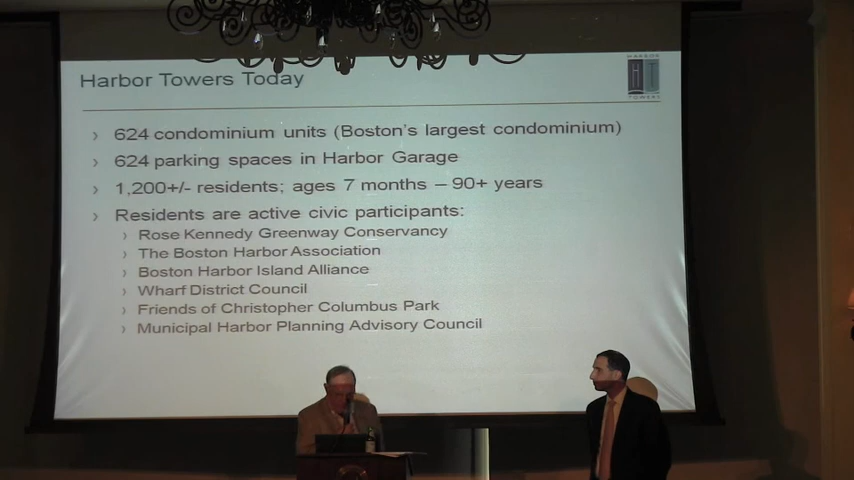 Harbor Towers Today
HARBOR
H T
TOWERS
› 624 condominium units (Boston's largest condominium)
› 624 parking spaces in Harbor Garage
› 1,200+/- residents; ages 7 months – 90+ years
› Residents are active civic participants:
› Rose Kennedy Greenway Conservancy
› The Boston Harbor Association
› Boston Harbor Island Alliance
› Wharf District Council
› Friends of Christopher Columbus Park
› Municipal Harbor Planning Advisory Council